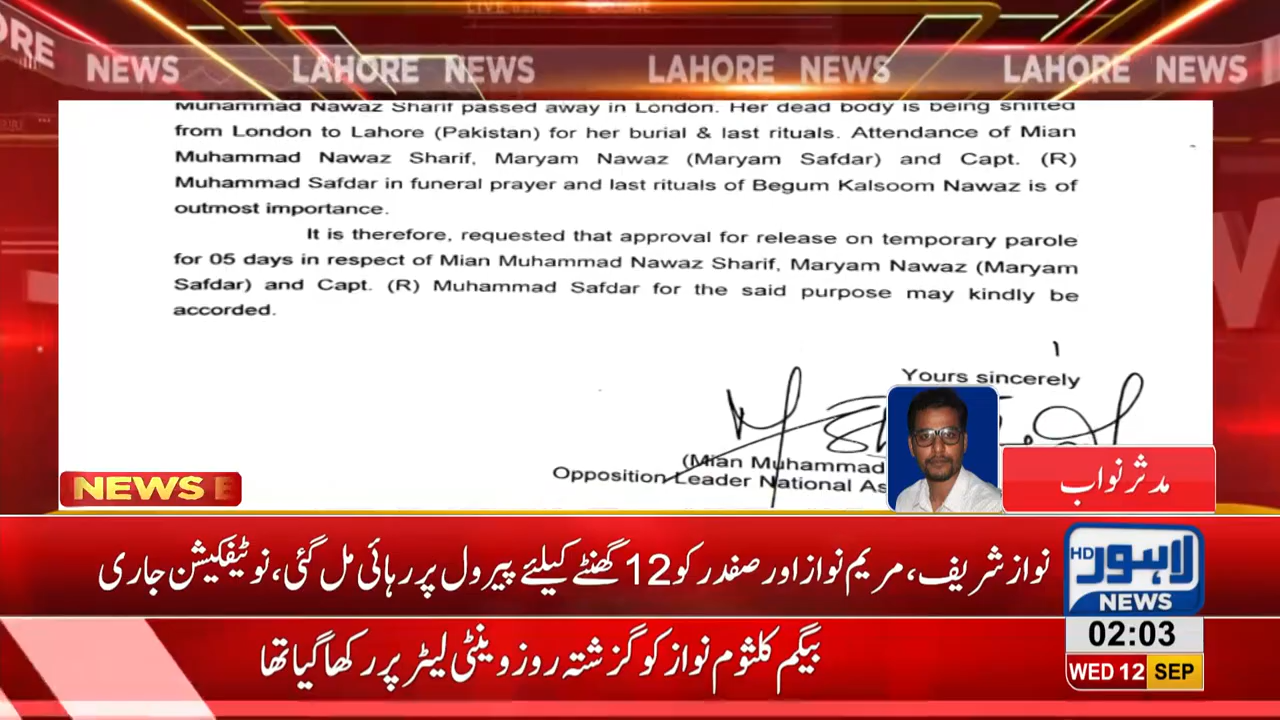 ORE
NEWS
LAHORE NEWS
LAHORE NEWS
LAHORE NEWS
Muhammad Nawaz Sharif passed away in London. Her dead body is being shifted
from London to Lahore (Pakistan) for her burial & last rituals. Attendance of Mian
Muhammad Nawaz Sharif, Maryam Nawaz (Maryam Safdar) and Capt. (R)
Muhammad Safdar in funeral prayer and last rituals of Begum Kalsoom Nawaz is of
outmost importance.
It is therefore, requested that approval for release on temporary parole
for 05 days in respect of Mian Muhammad Nawaz Sharif, Maryam Nawaz (Maryam
Safdar) and Capt. (R) Muhammad Safdar for the said purpose may kindly be
accorded.
Yours sincerely
(Mian Muhammad
Opposition Leader National As
مدثر نواب
NEWS
نواز شریف، مریم نواز اور صفدر کو 12 گھنٹے کیلئے پیرول پر رہائی مل گئی، نوٹیفکیشن جاری
بیگم کلثوم نواز کو گزشتہ روز وینٹی لیٹر پر رکھا گیا تھا
HD لاہور
NEWS
02:03
WED 12 SEP